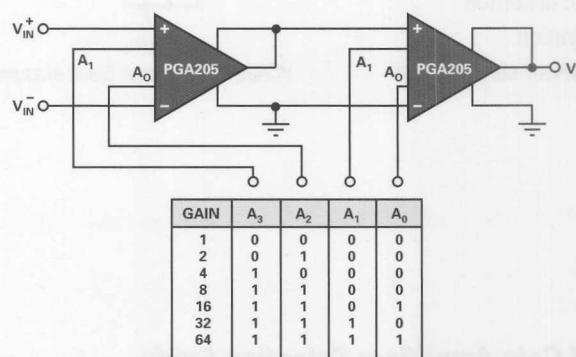 V+IN
A1
AO
PGA205
V-IN
A1
AO
PGA205
V
GAIN A3 A2 A1 A0
1 0 0 0 0
2 0 1 0 0
4 1 0 0 0
8 1 1 0 0
16 1 1 0 1
32 1 1 1 0
64 1 1 1 1